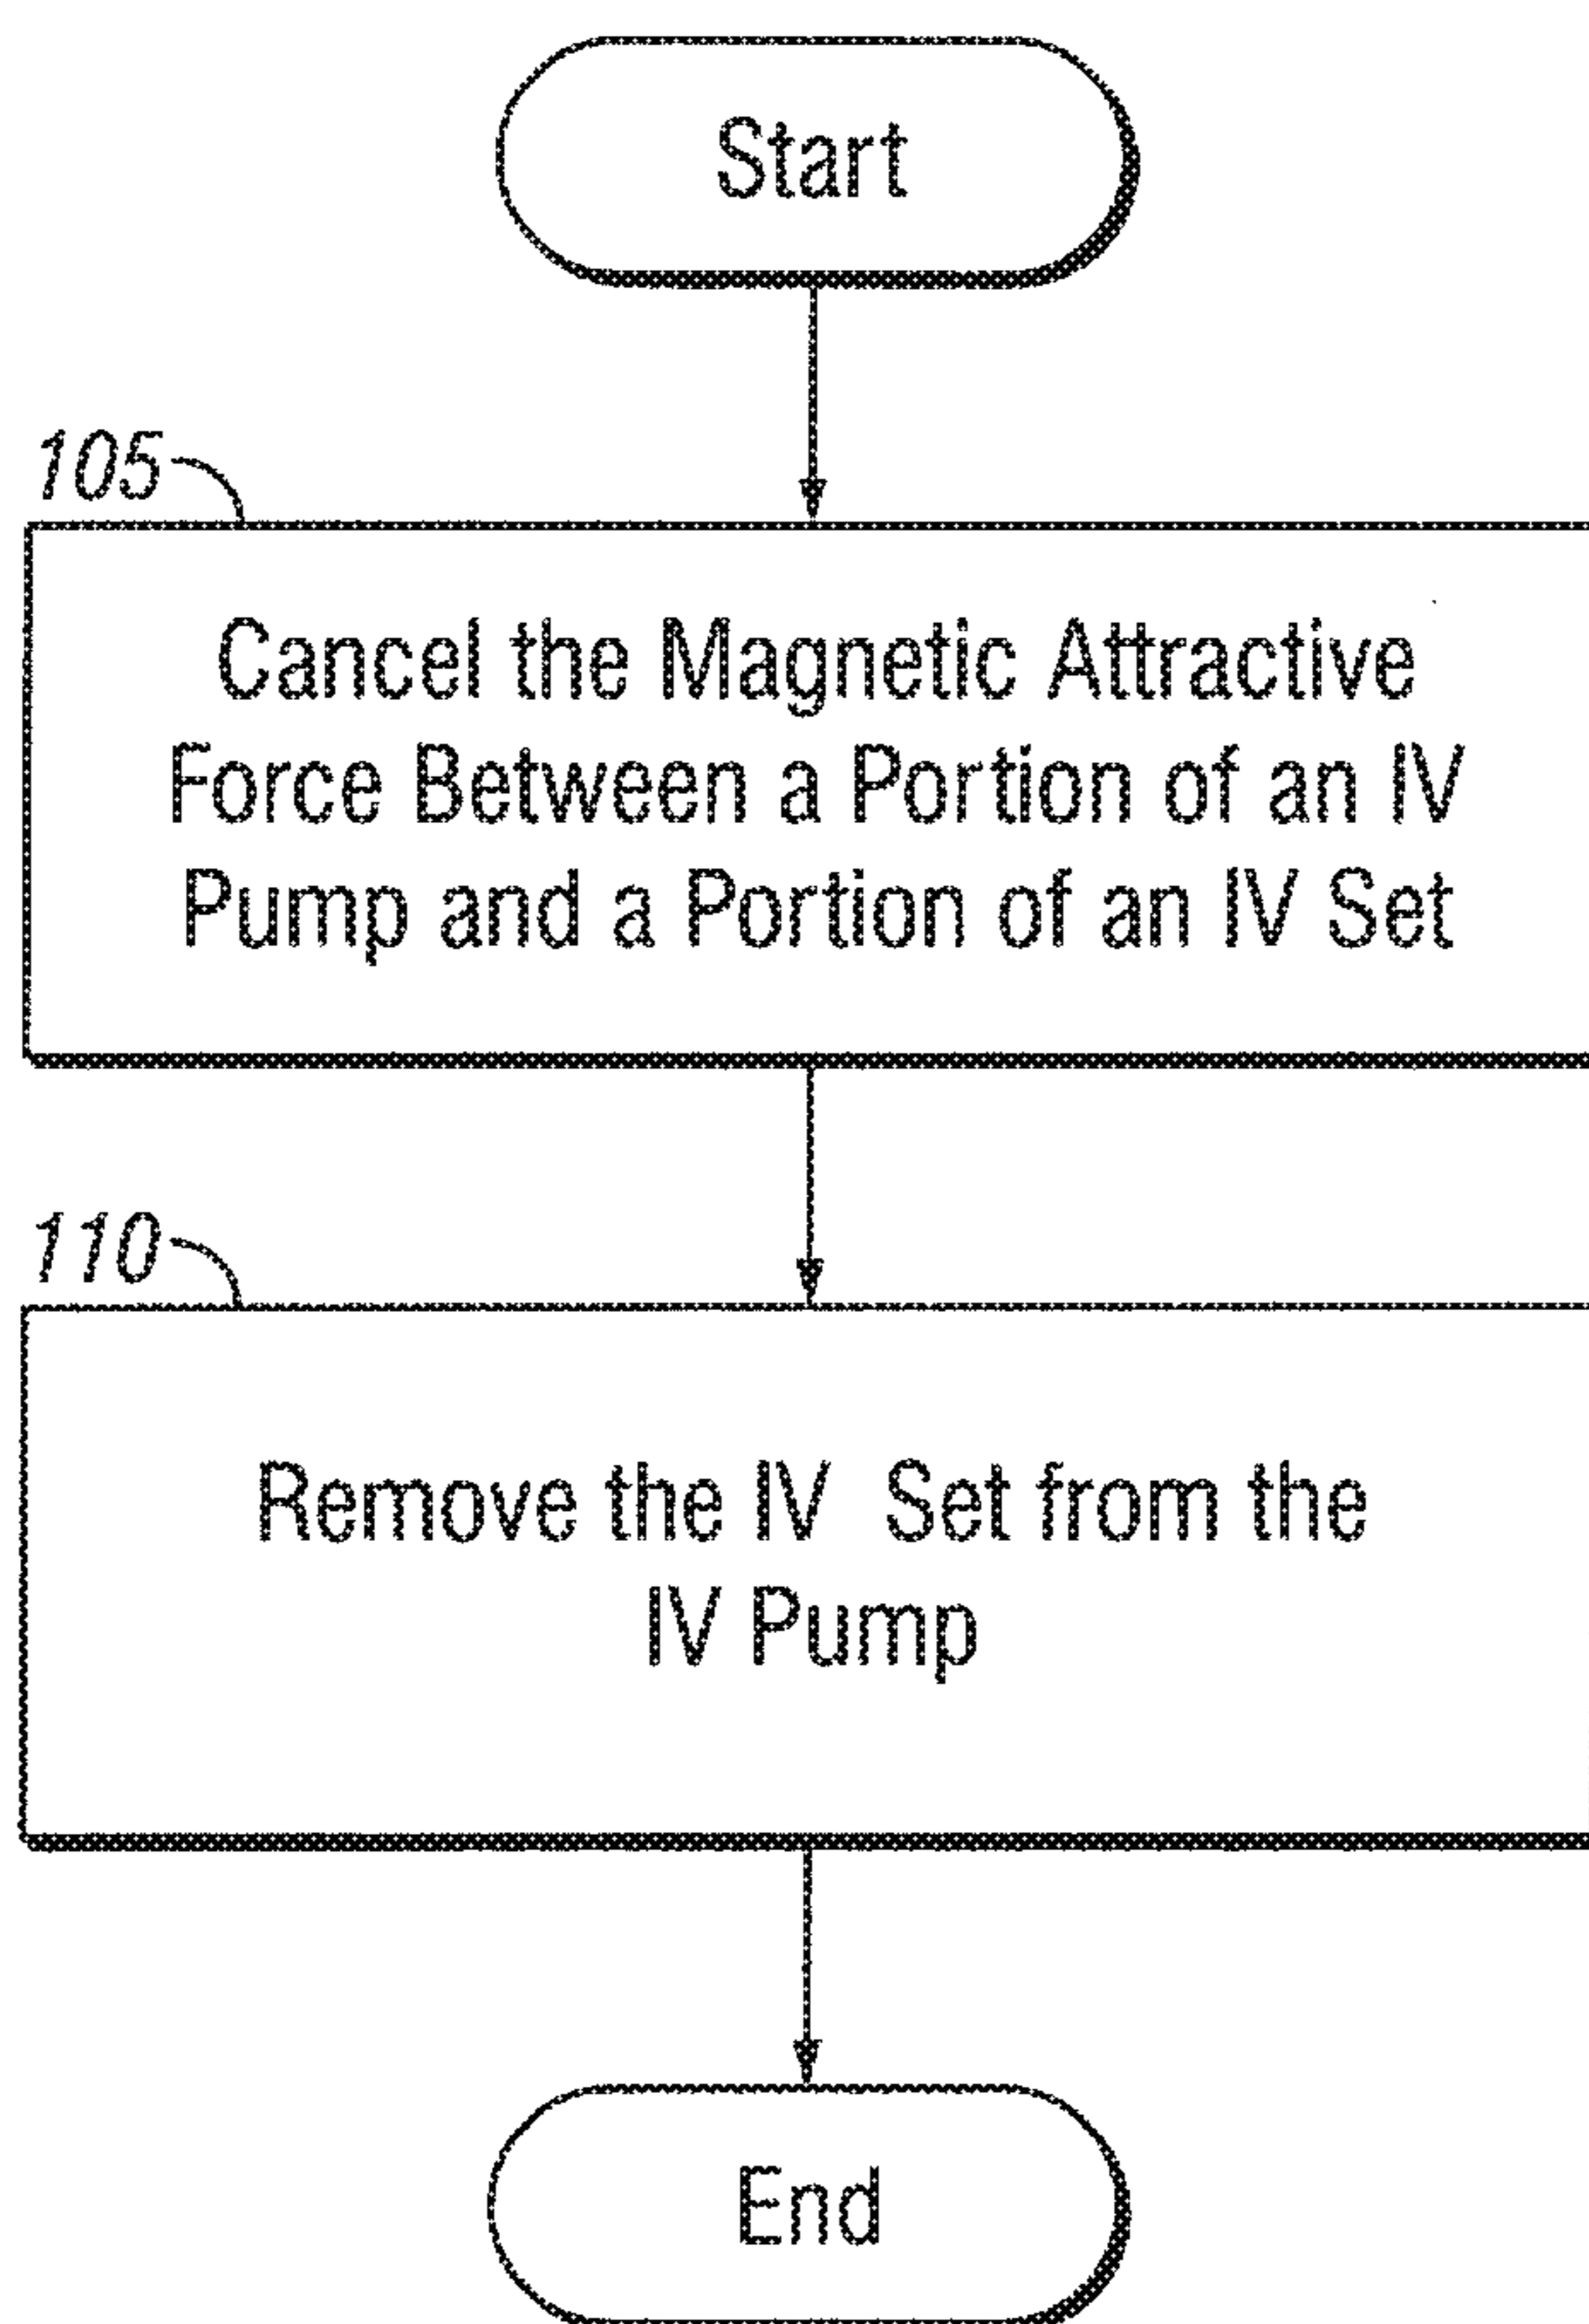 Start
105
Cancel the Magnetic Attractive
Force Between a Portion of an IV
Pump and a Portion of an IV Set
110
Remove the IV Set from the
IV Pump
End